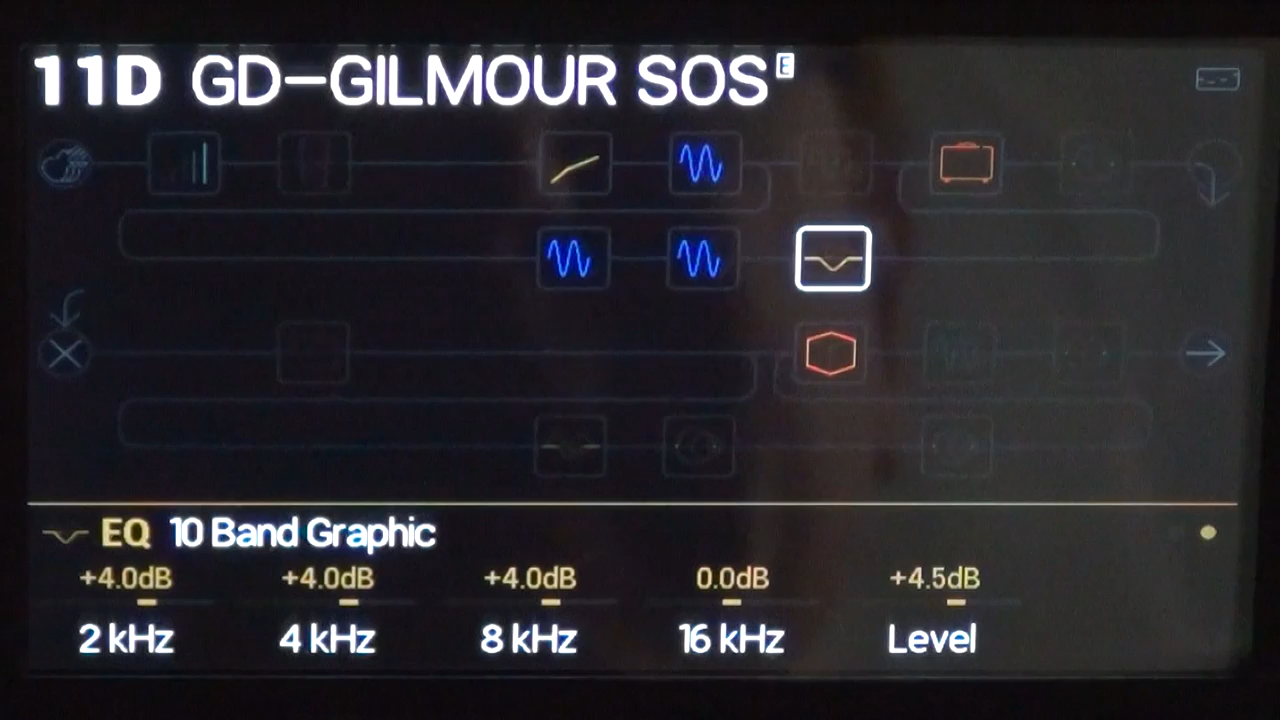 11D GD-GILMOUR SOS E
EQ 10 Band Graphic
+4.0dB +4.0dB +4.0dB 0.0dB +4.5dB
2 kHz 4 kHz 8 kHz 16 kHz Level